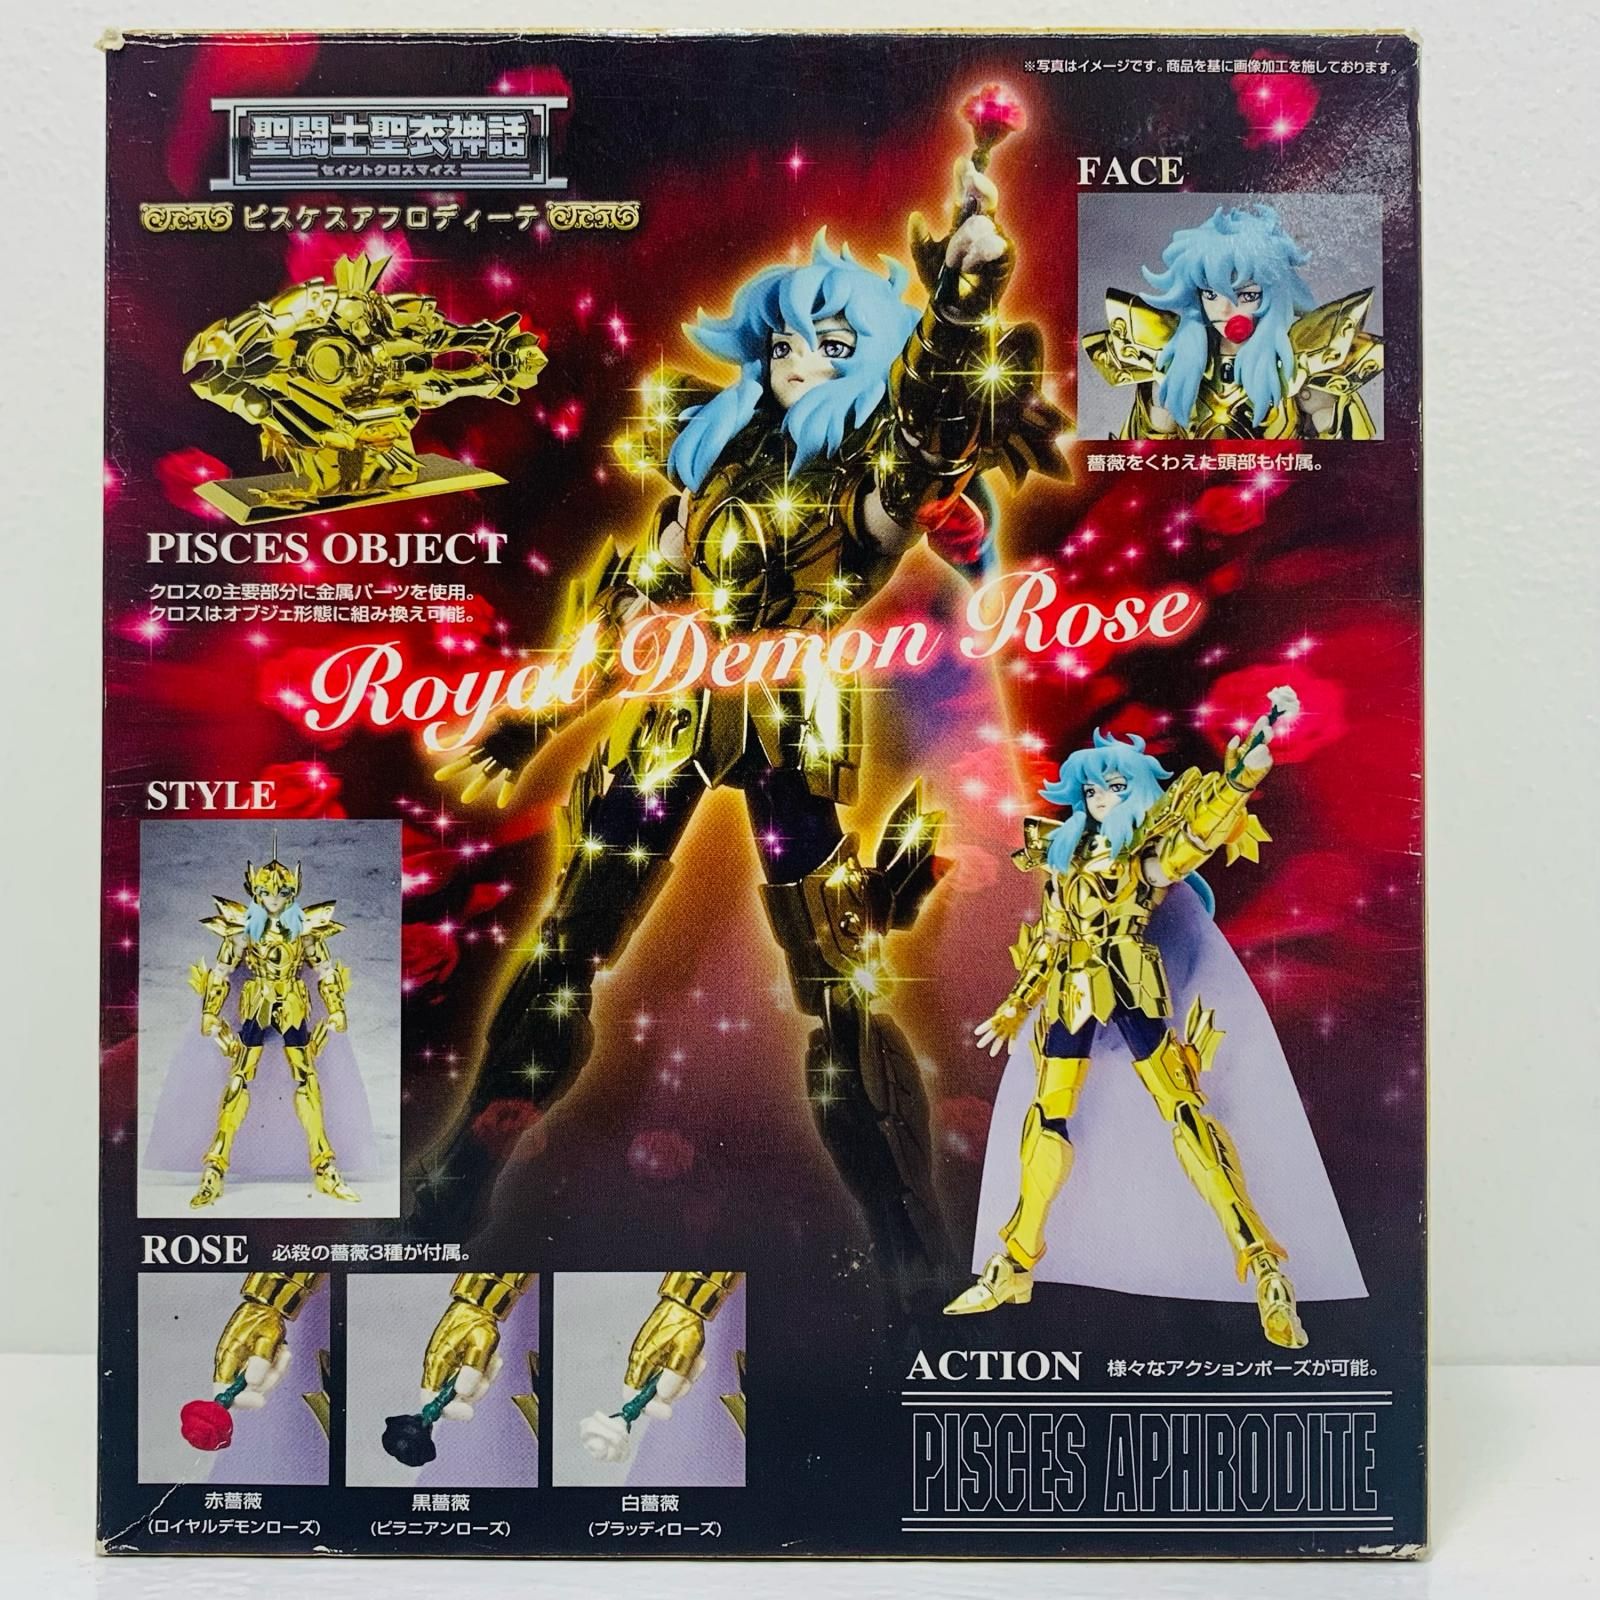 ※写真はイメージです。商品を基に画像加工を施しております。
聖闘士聖衣神話
セイントクロスマイス
ピスケスアフロディーテ
FACE
薔薇をくわえた頭部も付属。
PISCES OBJECT
クロスの主要部分に金属パーツを使用。
クロスはオブジェ形態に組み換え可能。
Royal Demon Rose
STYLE
ROSE 必殺の薔薇3種が付属。
赤薔薇
(ロイヤルデモンローズ)
黒薔薇
(ピラニアンローズ)
白薔薇
(ブラッディローズ)
ACTION 様々なアクションポーズが可能。
PISCES APHRODITE